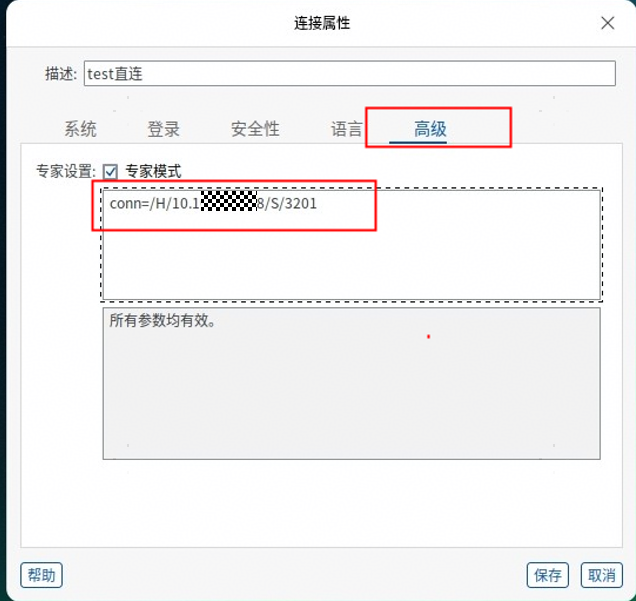 连接属性
描述: test直连
系统 登录 安全性 语言 高级
专家设置: 专家模式
conn=/H/10.1 8/S/3201
所有参数均有效。
帮助 保存 取消